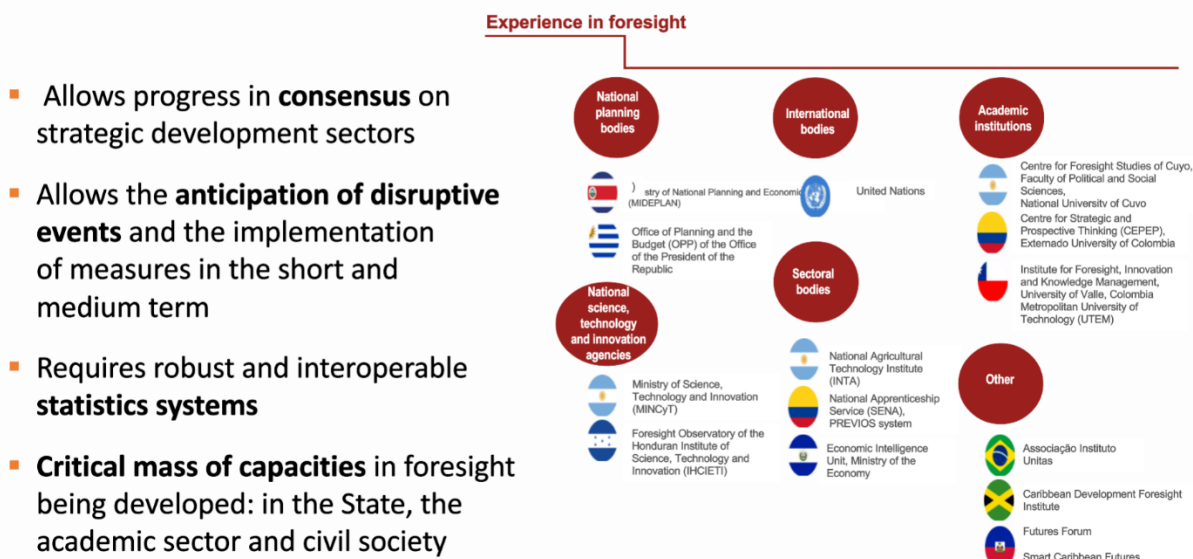 Experience in foresight
Allows progress in consensus on
strategic development sectors
Allows the anticipation of disruptive
events and the implementation
of measures in the short and
medium term
Requires robust and interoperable
statistics systems
Critical mass of capacities in foresight
being developed: in the State, the
academic sector and civil society
National
planning
bodies
) stry of National Planning and Economic
(MIDEPLAN)
Office of Planning and the
Budget (OPP) of the Office
of the President of the
Republic
National
science,
technology
and innovation
agencies
Ministry of Science,
Technology and Innovation
(MINCyT)
Foresight Observatory of the
Honduran Institute of
Science, Technology and
Innovation (IHCIETI)
International
bodies
United Nations
Sectoral
bodies
National Agricultural
Technology Institute
(INTA)
National Apprenticeship
Service (SENA),
PREVIOS system
Economic Intelligence
Unit, Ministry of the
Economy
Academic
institutions
Centre for Foresight Studies of Cuyo,
Faculty of Political and Social
Sciences,
National University of Cuvo
Centre for Strategic and
Prospective Thinking (CEPEP),
Externado University of Colombia
Institute for Foresight, Innovation
and Knowledge Management,
University of Valle, Colombia
Metropolitan University of
Technology (UTEM)
Other
Associação Instituto
Unitas
Caribbean Development Foresight
Institute
Futures Forum
Smart Caribbean Futures